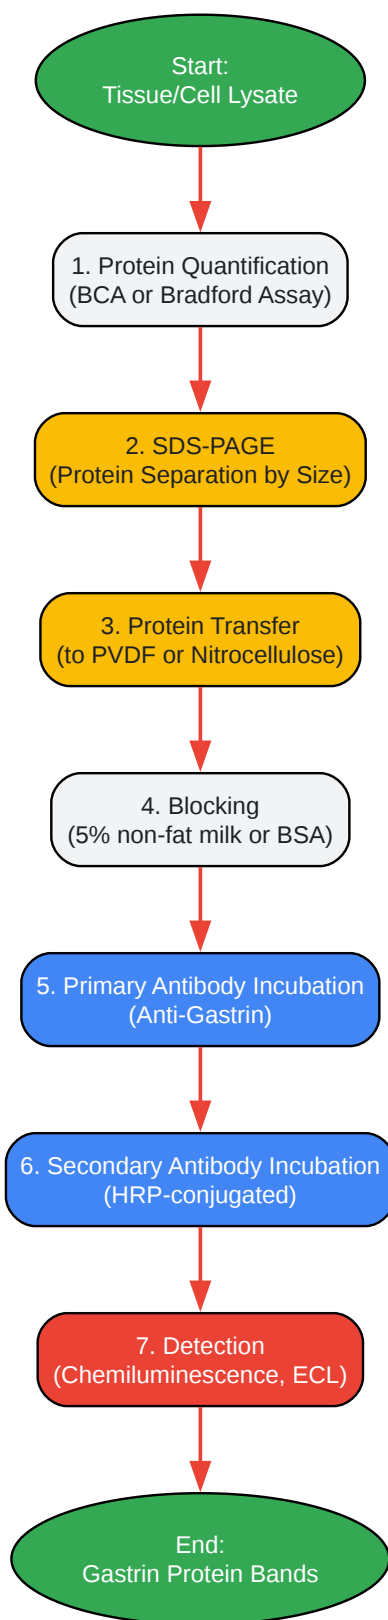 Start:
Tissue/Cell Lysate
1. Protein Quantification
(BCA or Bradford Assay)
2. SDS-PAGE
(Protein Separation by Size)
3. Protein Transfer
(to PVDF or Nitrocellulose)
4. Blocking
(5% non-fat milk or BSA)
5. Primary Antibody Incubation
(Anti-Gastrin)
6. Secondary Antibody Incubation
(HRP-conjugated)
7. Detection
(Chemiluminescence, ECL)
End:
Gastrin Protein Bands